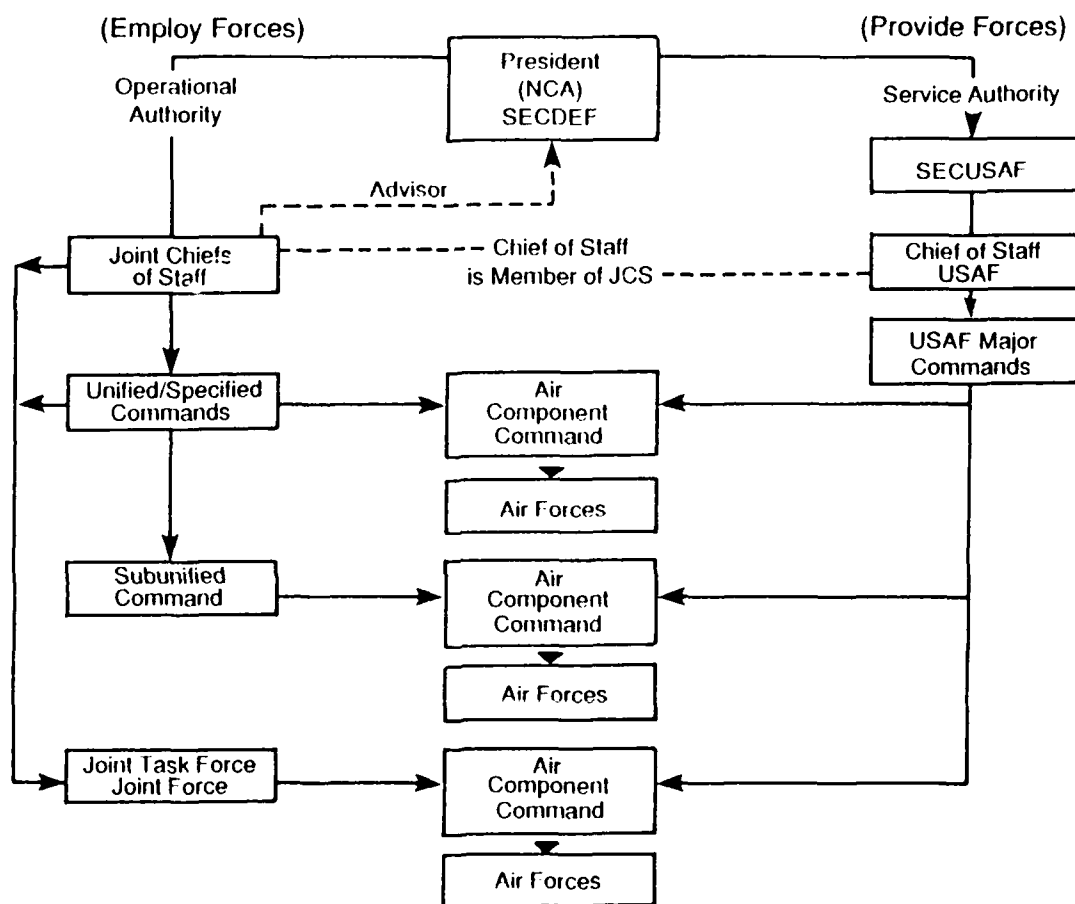 (Employ Forces)
(Provide Forces)
Operational
Authority
President
(NCA)
SECDEF
Service Authority
SECUSAF
Advisor
Joint Chiefs
of Staff
Chief of Staff
is Member of JCS
Chief of Staff
USAF
USAF Major
Commands
Unified/Specified
Commands
Air
Component
Command
Air Forces
Subunified
Command
Air
Component
Command
Air Forces
Joint Task Force
Joint Force
Air
Component
Command
Air Forces